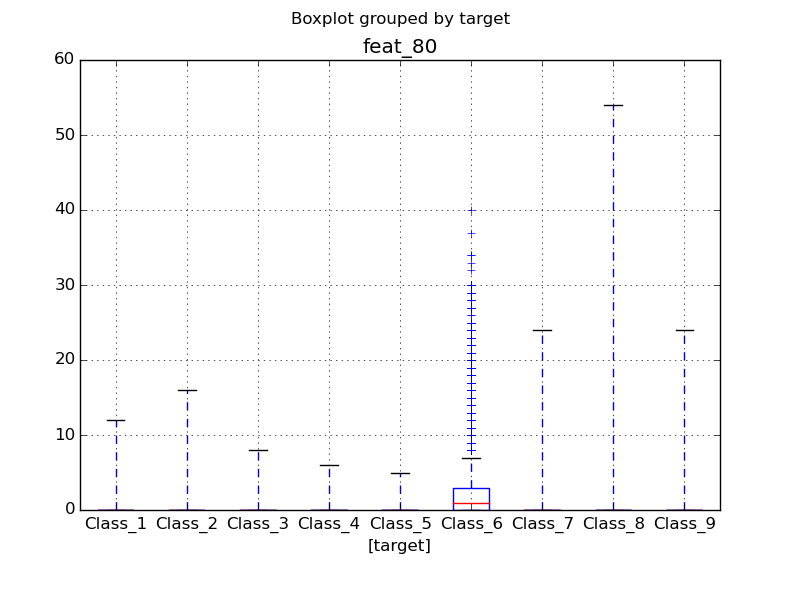 Boxplot grouped by target
feat_80
60
50
40
30
20
10
0
Class_1 Class_2 Class_3 Class_4 Class_5 Class_6 Class_7 Class_8 Class_9
[target]